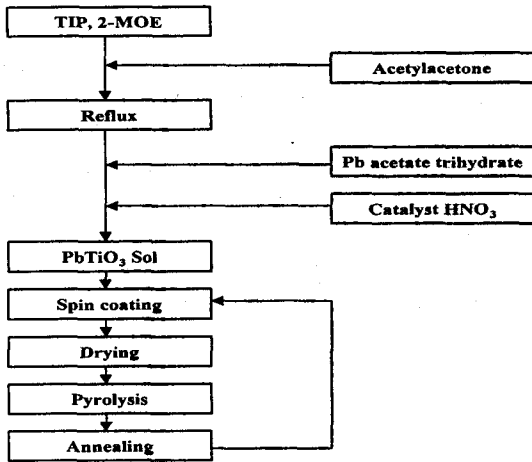 TIP, 2-MOE
Acetylacetone
Reflux
Pb acetate trihydrate
Catalyst HNO₃
PbTiO₃ Sol
Spin coating
Drying
Pyrolysis
Annealing